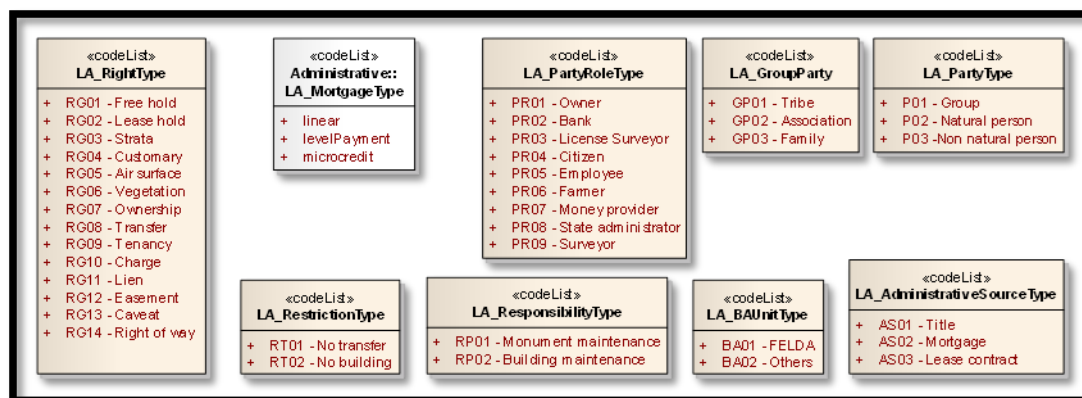 «codeList»
LA_RightType
+ RG01 - Free hold
+ RG02 - Lease hold
+ RG03 - Strata
+ RG04 - Customary
+ RG05 - Air surface
+ RG06 - Vegetation
+ RG07 - Ownership
+ RG08 - Transfer
+ RG09 - Tenancy
+ RG10 - Charge
+ RG11 - Lien
+ RG12 - Easement
+ RG13 - Caveat
+ RG14 - Right of way
«codeList»
Administrative::
LA_MortgageType
+ linear
+ levelPayment
+ microcredit
«codeList»
LA_PartyRoleType
+ PR01 - Owner
+ PR02 - Bank
+ PR03 - License Surveyor
+ PR04 - Citizen
+ PR05 - Employee
+ PR06 - Farmer
+ PR07 - Money provider
+ PR08 - State administrator
+ PR09 - Surveyor
«codeList»
LA_GroupParty
+ GP01 - Tribe
+ GP02 - Association
+ GP03 - Family
«codeList»
LA_PartyType
+ P01 - Group
+ P02 - Natural person
+ P03 -Non natural person
«codeList»
LA_RestrictionType
+ RT01 - No transfer
+ RT02 - No building
«codeList»
LA_ResponsibilityType
+ RP01 - Monument maintenance
+ RP02 - Building maintenance
«codeList»
LA_BAUnitType
+ BA01 - FELDA
+ BA02 - Others
«codeList»
LA_AdministrativeSourceType
+ AS01 - Title
+ AS02 - Mortgage
+ AS03 - Lease contract